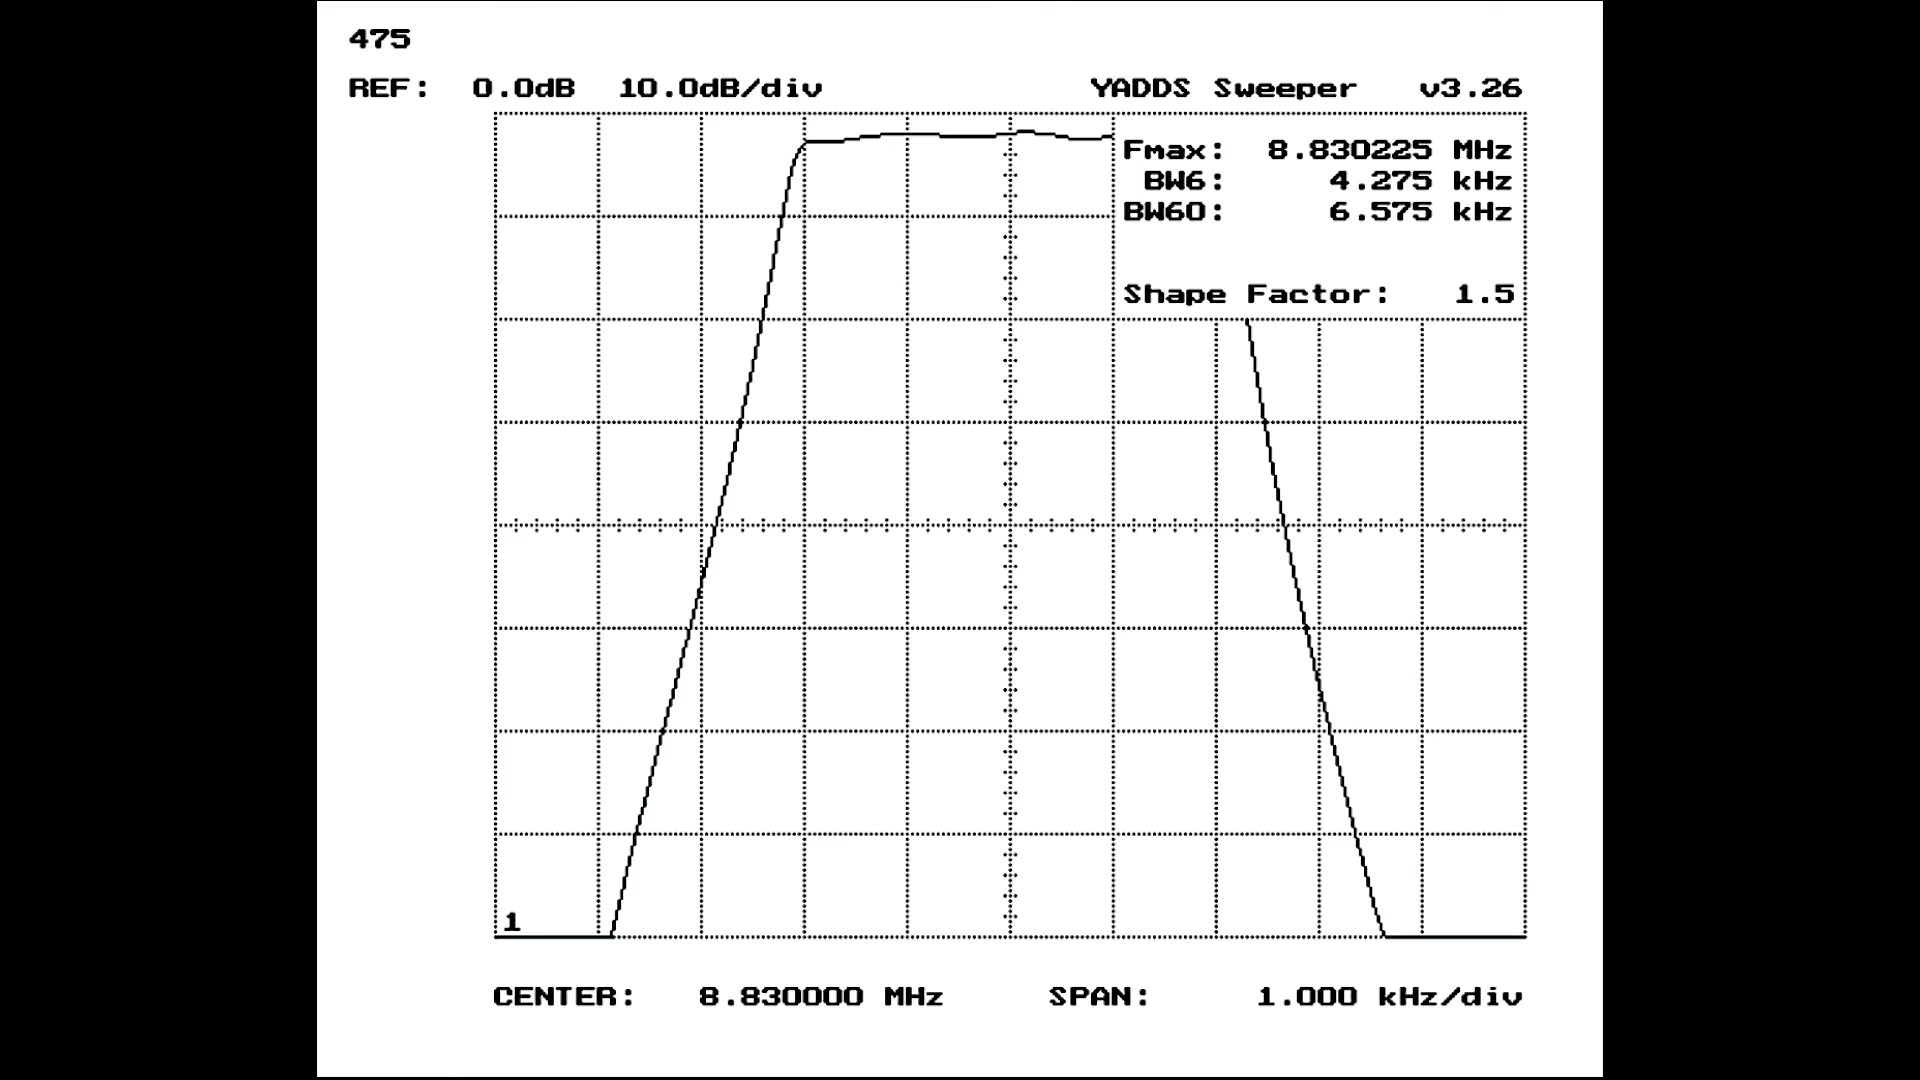 475
REF: 0.0dB 10.0dB/div YADDS Sweeper v3.26
Fmax: 8.830225 MHz
BW6: 4.275 kHz
BW60: 6.575 kHz
Shape Factor: 1.5
1
CENTER: 8.830000 MHz SPAN: 1.000 kHz/div